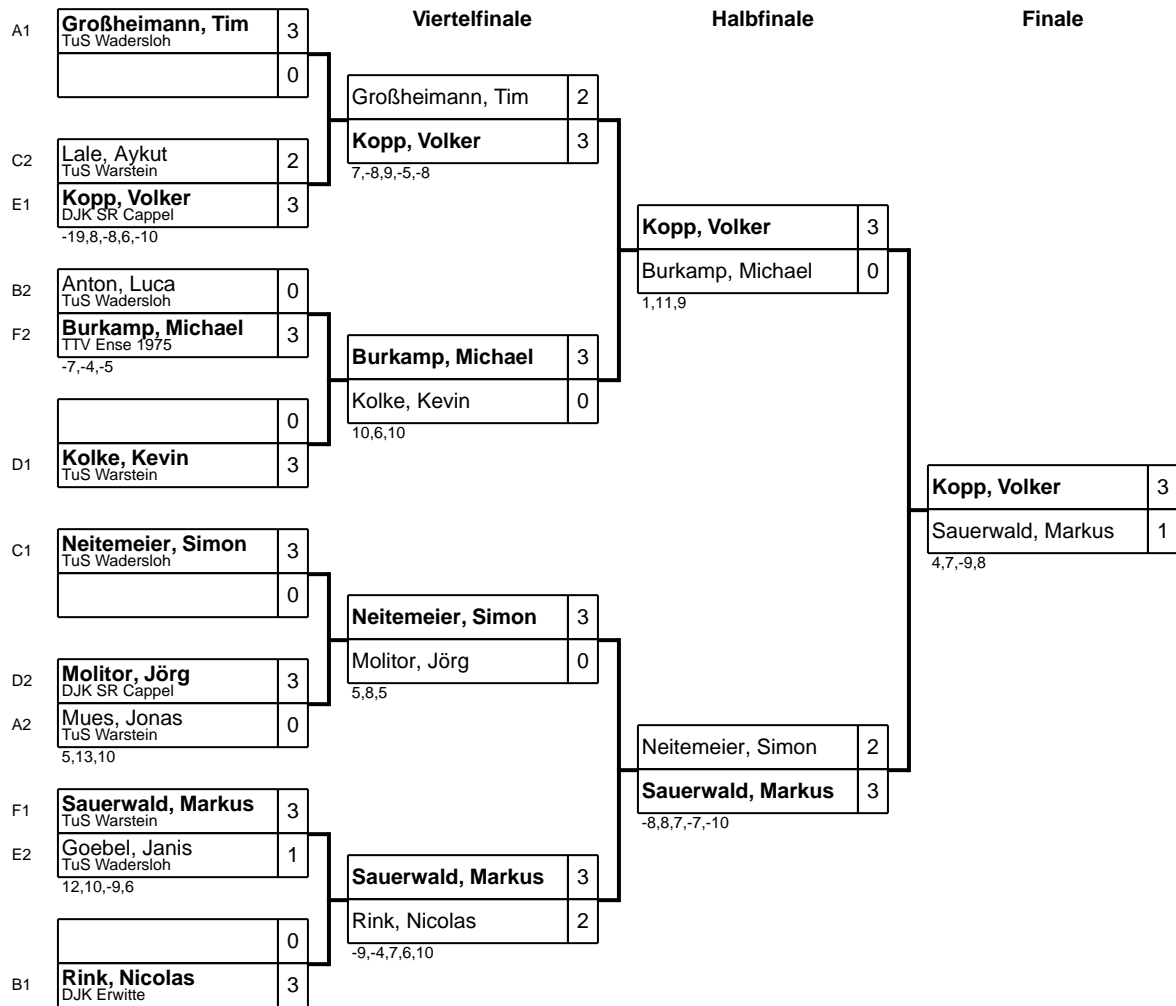 Viertelfinale
Halbfinale
Finale
A1
Großheimann, Tim
TuS Wadersloh
3
0
C2
Lale, Aykut
TuS Warstein
2
E1
Kopp, Volker
DJK SR Cappel
3
-19,8,-8,6,-10
B2
Anton, Luca
TuS Wadersloh
0
F2
Burkamp, Michael
TTV Ense 1975
3
-7,-4,-5
0
D1
Kolke, Kevin
TuS Warstein
3
C1
Neitemeier, Simon
TuS Wadersloh
3
0
D2
Molitor, Jörg
DJK SR Cappel
3
A2
Mues, Jonas
TuS Warstein
0
5,13,10
F1
Sauerwald, Markus
TuS Warstein
3
E2
Goebel, Janis
TuS Wadersloh
1
12,10,-9,6
0
B1
Rink, Nicolas
DJK Erwitte
3
Großheimann, Tim 2
Kopp, Volker 3
7,-8,9,-5,-8
Burkamp, Michael 3
Kolke, Kevin 0
10,6,10
Neitemeier, Simon 3
Molitor, Jörg 0
5,8,5
Sauerwald, Markus 3
Rink, Nicolas 2
-9,-4,7,6,10
Kopp, Volker 3
Burkamp, Michael 0
1,11,9
Neitemeier, Simon 2
Sauerwald, Markus 3
-8,8,7,-7,-10
Kopp, Volker 3
Sauerwald, Markus 1
4,7,-9,8